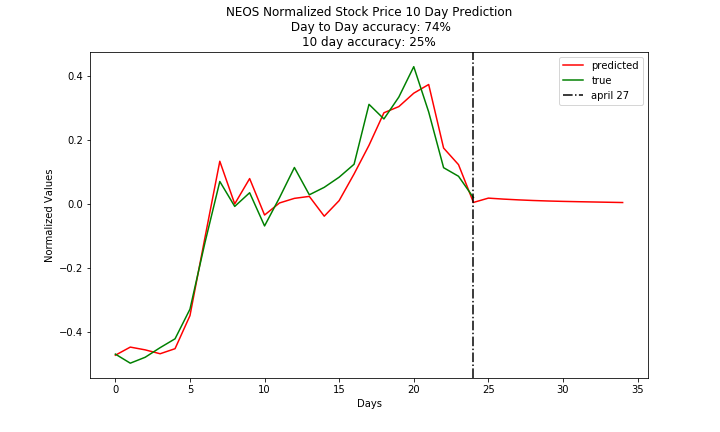 NEOS Normalized Stock Price 10 Day Prediction
Day to Day accuracy: 74%
10 day accuracy: 25%
predicted
true
april 27
Normalized Values
0.4
0.2
0.0
−0.2
−0.4
0 5 10 15 20 25 30 35
Days